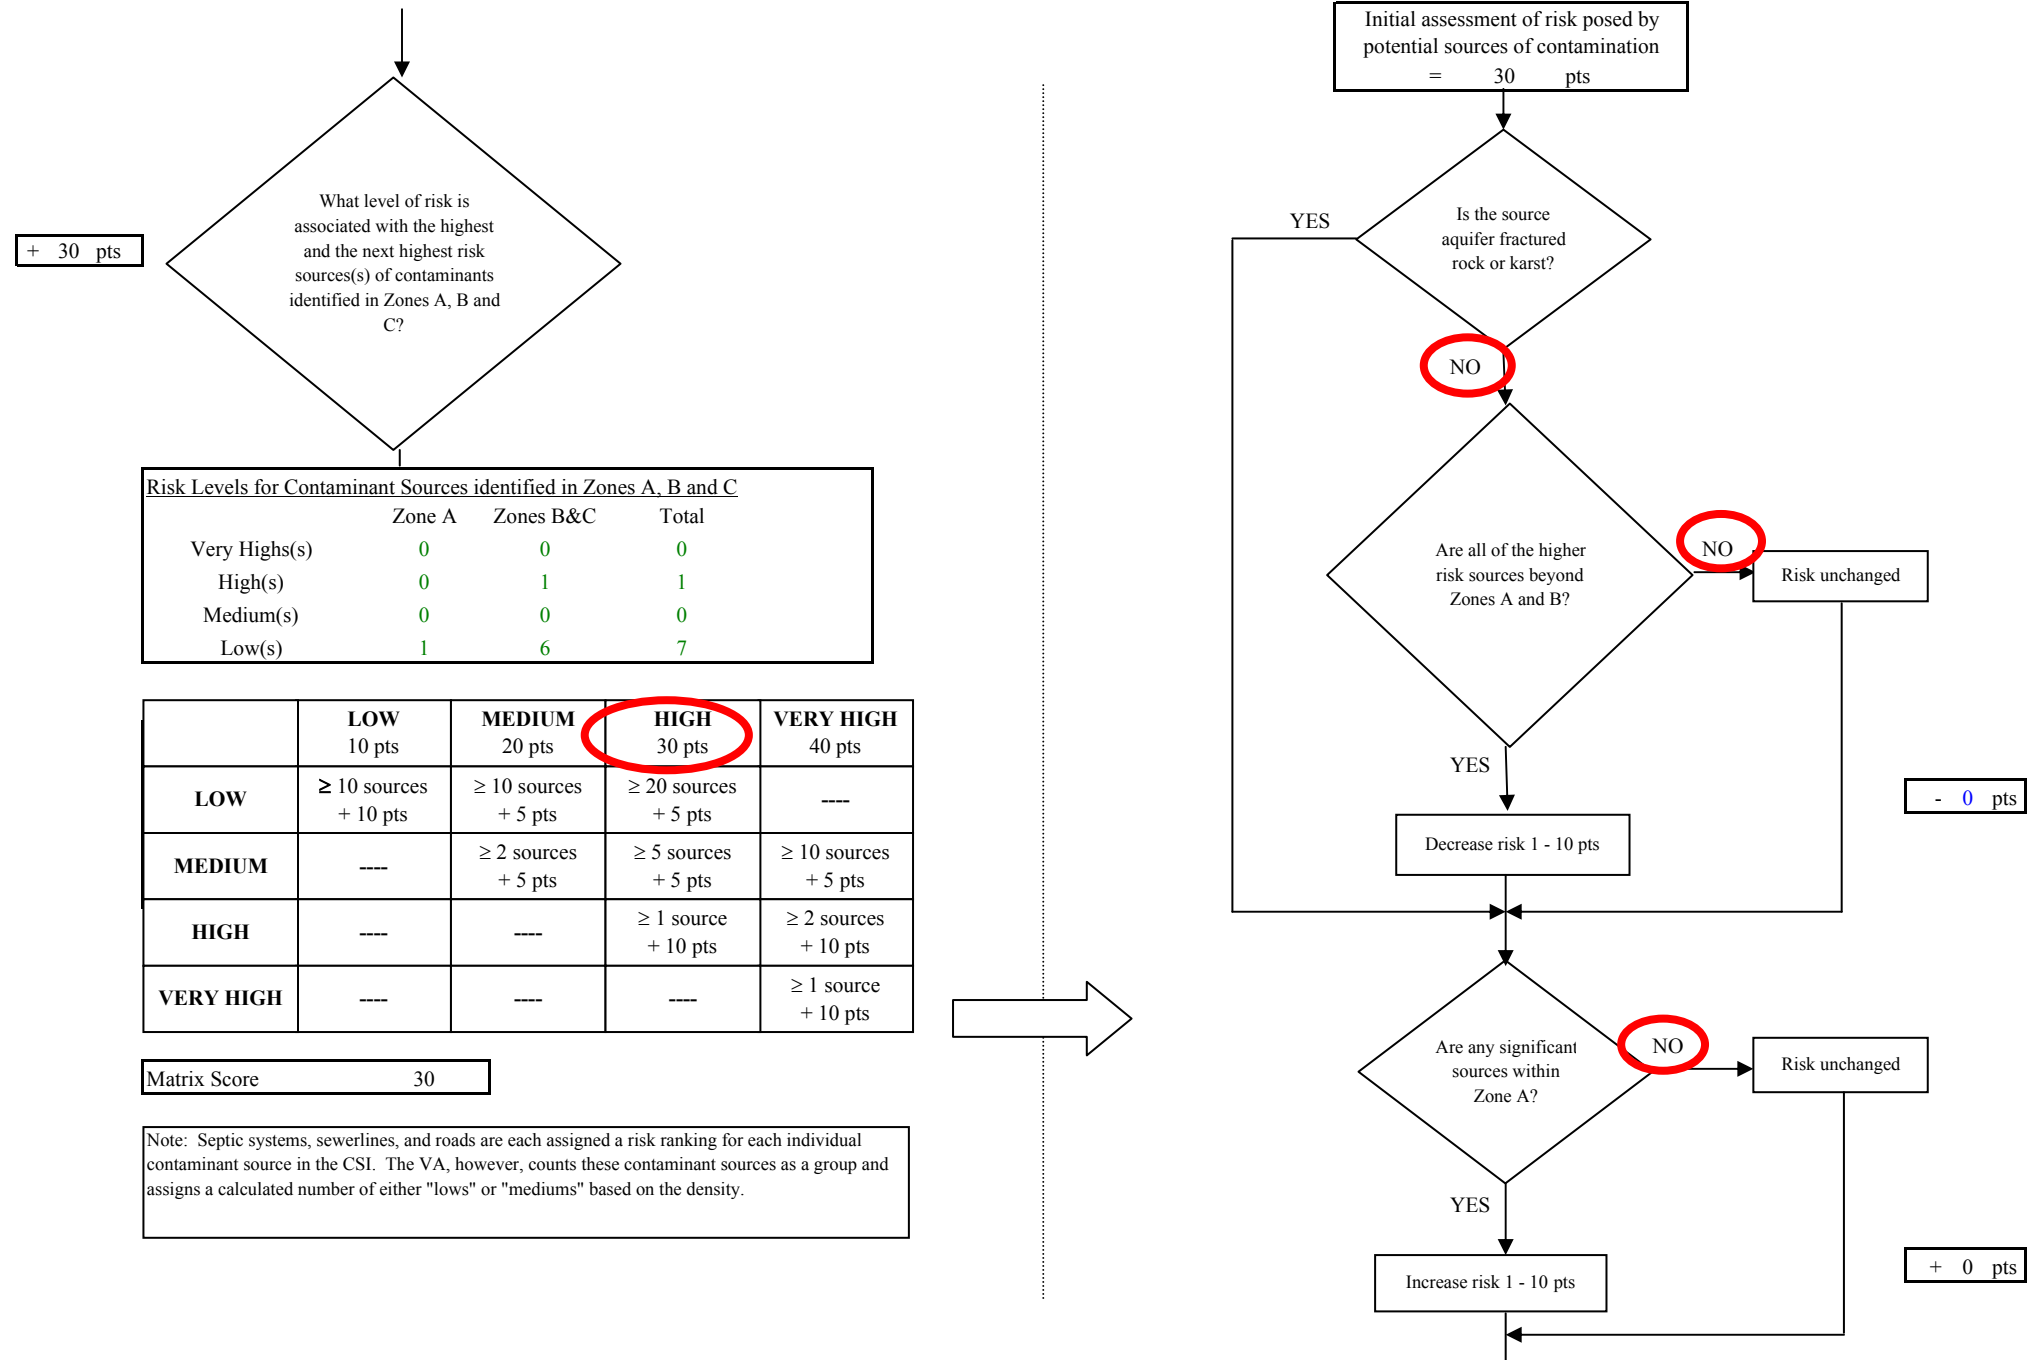 What level of risk is
associated with the highest
and the next highest risk
sources(s) of contaminants
identified in Zones A, B and
C?
+ 30 pts
Risk Levels for Contaminant Sources identified in Zones A, B and C
Zone A Zones B&C Total
Very Highs(s) 0 0 0
High(s) 0 1 1
Medium(s) 0 0 0
Low(s) 1 6 7
LOW MEDIUM HIGH VERY HIGH
10 pts 20 pts 30 pts 40 pts
LOW ≥ 10 sources ≥ 10 sources ≥ 20 sources ----
+ 10 pts + 5 pts + 5 pts
MEDIUM ---- ≥ 2 sources ≥ 5 sources ≥ 10 sources
+ 5 pts + 5 pts + 5 pts
HIGH ---- ---- ≥ 1 source ≥ 2 sources
+ 10 pts + 10 pts
VERY HIGH ---- ---- ---- ≥ 1 source
+ 10 pts
Matrix Score 30
Note: Septic systems, sewerlines, and roads are each assigned a risk ranking for each individual
contaminant source in the CSI. The VA, however, counts these contaminant sources as a group and
assigns a calculated number of either "lows" or "mediums" based on the density.
Initial assessment of risk posed by
potential sources of contamination
= 30 pts
YES
Is the source
aquifer fractured
rock or karst?
NO
Are all of the higher
risk sources beyond
Zones A and B?
NO
Risk unchanged
YES
- 0 pts
Decrease risk 1 - 10 pts
Are any significant
sources within
Zone A?
NO
Risk unchanged
YES
+ 0 pts
Increase risk 1 - 10 pts